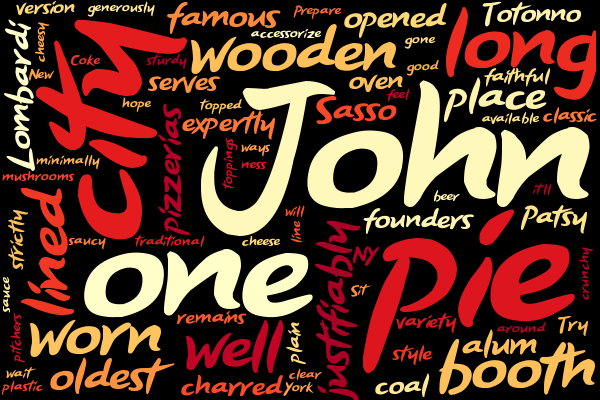 version
generously
famous
Prepare
opened
Totonno
cheesy
Lombardi
city
Coke
sturdy
wooden
accessorize
gone
good
long
New
serves
oven
faithful
hope
topped
Sasso
feel
place
available
classic
expertly
pizzerias
John
minimally
mushrooms
toppings
ways
ness
beer
it'll
lined
strictly
saucy
traditional
cheese
will
line
founders
Patsy
justifiably
NY
one
pie
crunchy
sauce
Sit
remains
pitchers
worn
well
plain
variety
around
Try
style
alum
wait
plastic
oldest
charred
clear
York
coal
booth